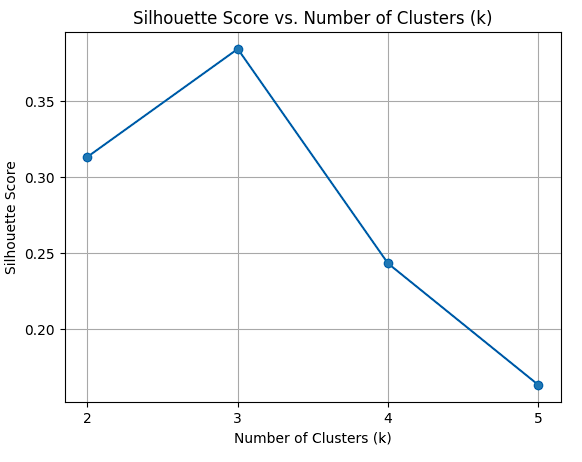 Silhouette Score vs. Number of Clusters (k)
Silhouette Score
0.35
0.30
0.25
0.20
2 3 4 5
Number of Clusters (k)